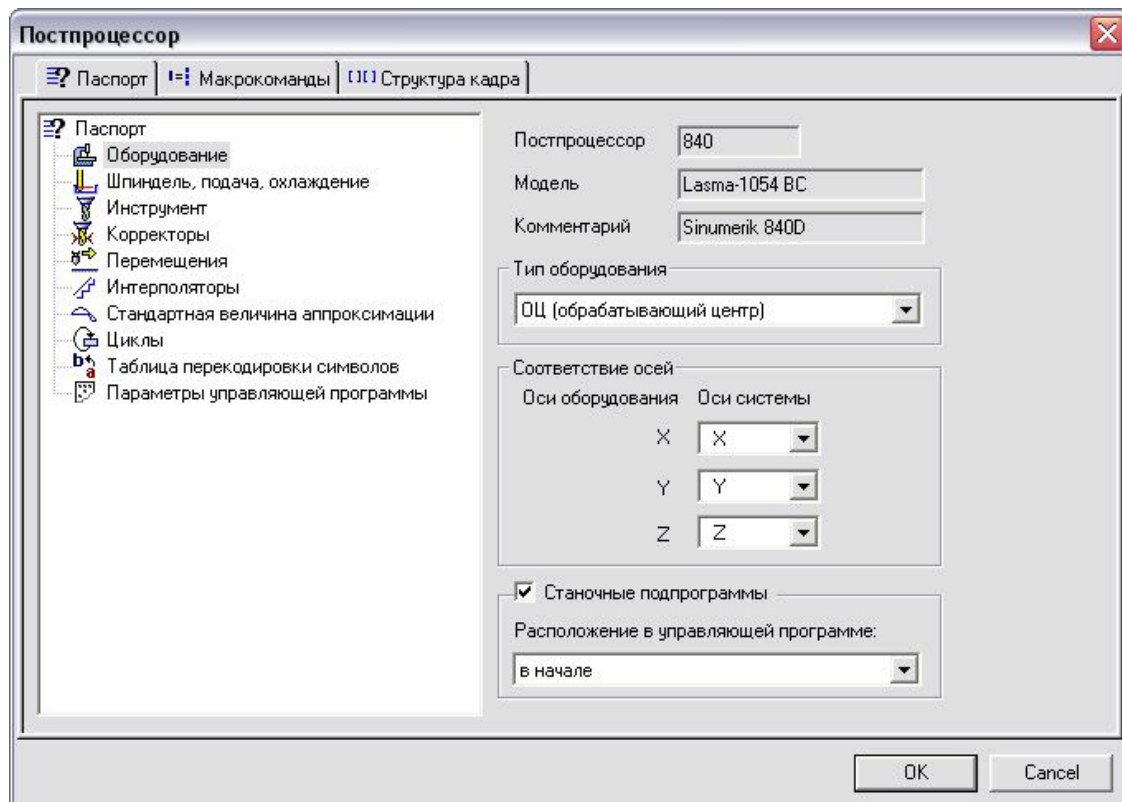 Постпроцессор
Паспорт Макрокоманды Структура кадра
Паспорт
Оборудование
Шпиндель, подача, охлаждение
Инструмент
Корректоры
Перемещения
Интерполяторы
Стандартная величина аппроксимации
Циклы
Таблица перекодировки символов
Параметры управляющей программы
Постпроцессор 840
Модель Lasma-1054 BC
Комментарий Sinumerik 840D
Тип оборудования
ОЦ (обрабатывающий центр)
Соответствие осей
Оси оборудования Оси системы
X X
Y Y
Z Z
Станочные подпрограммы
Расположение в управляющей программе:
в начале
OK Cancel